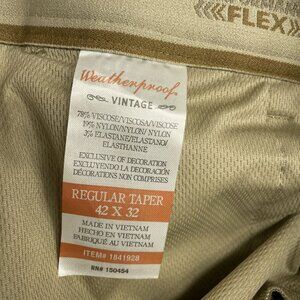 FLEX
Weatherproof
VINTAGE
78% VISCOSE/VISCOSA/VISCOSE
19% NYLON/NYLON/ NYLON
3% ELASTANE/ELASTANO/
ELASTHANNE
EXCLUSIVE OF DECORATION
EXCLUYENDO LA DECORACIÓN
DÉCORATIONS NON COMPRISES
REGULAR TAPER
42 X 32
MADE IN VIETNAM
HECHO EN VIETNAM
FABRIQUÉ AU VIETNAM
ITEM# 1841928
RN# 150454